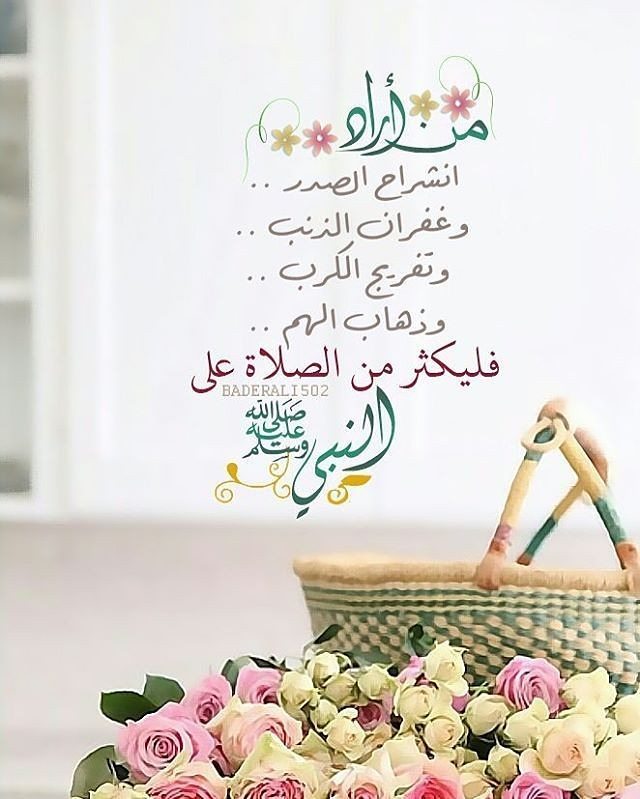 من أراد
انشراح الصدر ..
وغفران الذنب ..
وتفريج الكرب ..
وذهاب الهم ..
فليكثر من الصلاة على
BADERALI502
النبي صلى الله عليه وسلم